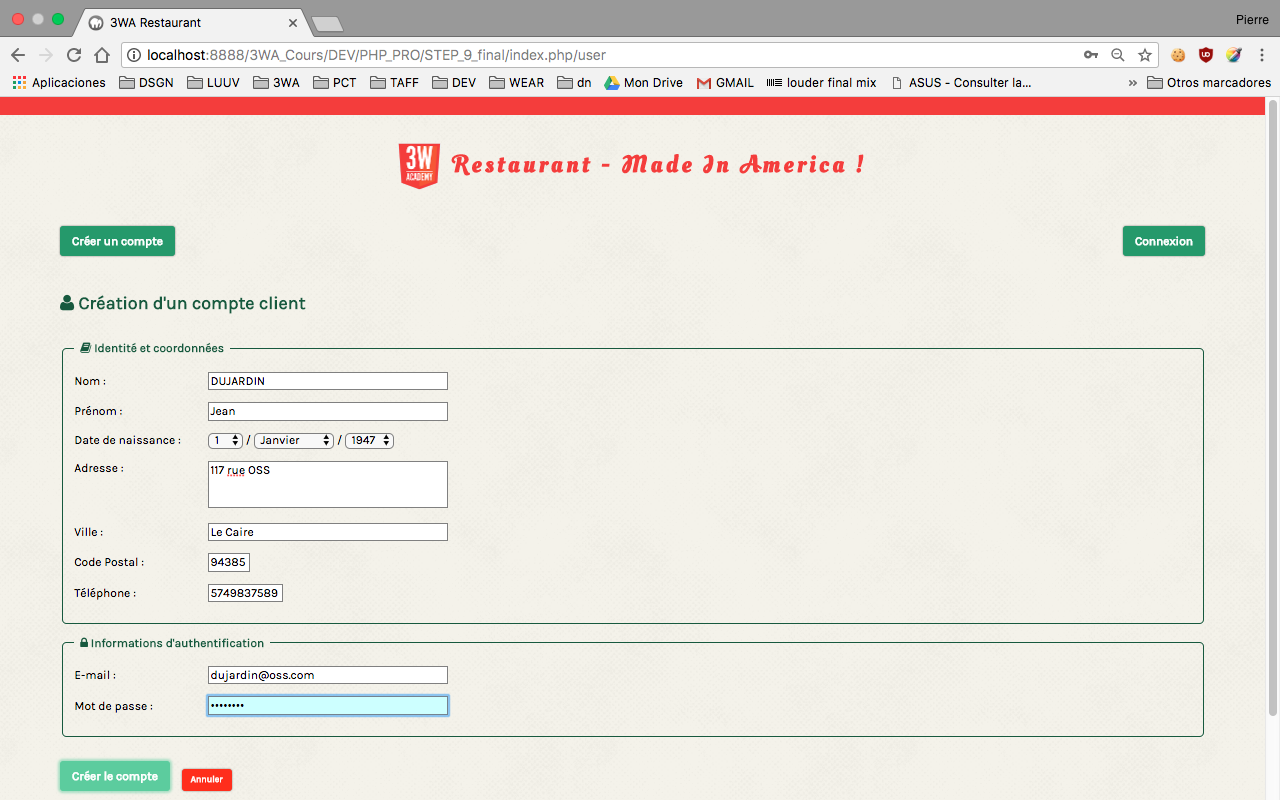 3WA Restaurant
Pierre
localhost:8888/3WA_Cours/DEV/PHP_PRO/STEP_9_final/index.php/user
Aplicaciones DSGN LUUV 3WA PCT TAFF DEV WEAR dn Mon Drive GMAIL louder final mix ASUS - Consulter la... » Otros marcadores
3W ACADEMY Restaurant - Made In America !
Créer un compte Connexion
Création d'un compte client
Identité et coordonnées
Nom : DUJARDIN
Prénom : Jean
Date de naissance : 1 / Janvier / 1947
Adresse : 117 rue OSS
Ville : Le Caire
Code Postal : 94385
Téléphone : 5749837589
Informations d'authentification
E-mail : dujardin@oss.com
Mot de passe : ••••••••
Créer le compte Annuler